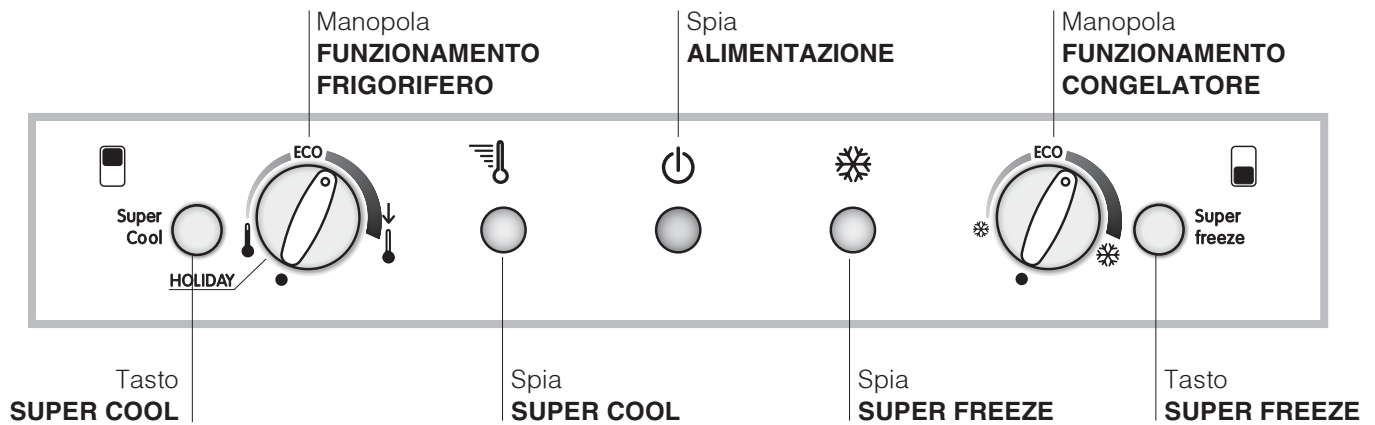 Manopola
FUNZIONAMENTO
FRIGORIFERO
Spia
ALIMENTAZIONE
Manopola
FUNZIONAMENTO
CONGELATORE
ECO
Super
Cool
HOLIDAY
ECO
Super
freeze
Tasto
SUPER COOL
Spia
SUPER COOL
Spia
SUPER FREEZE
Tasto
SUPER FREEZE